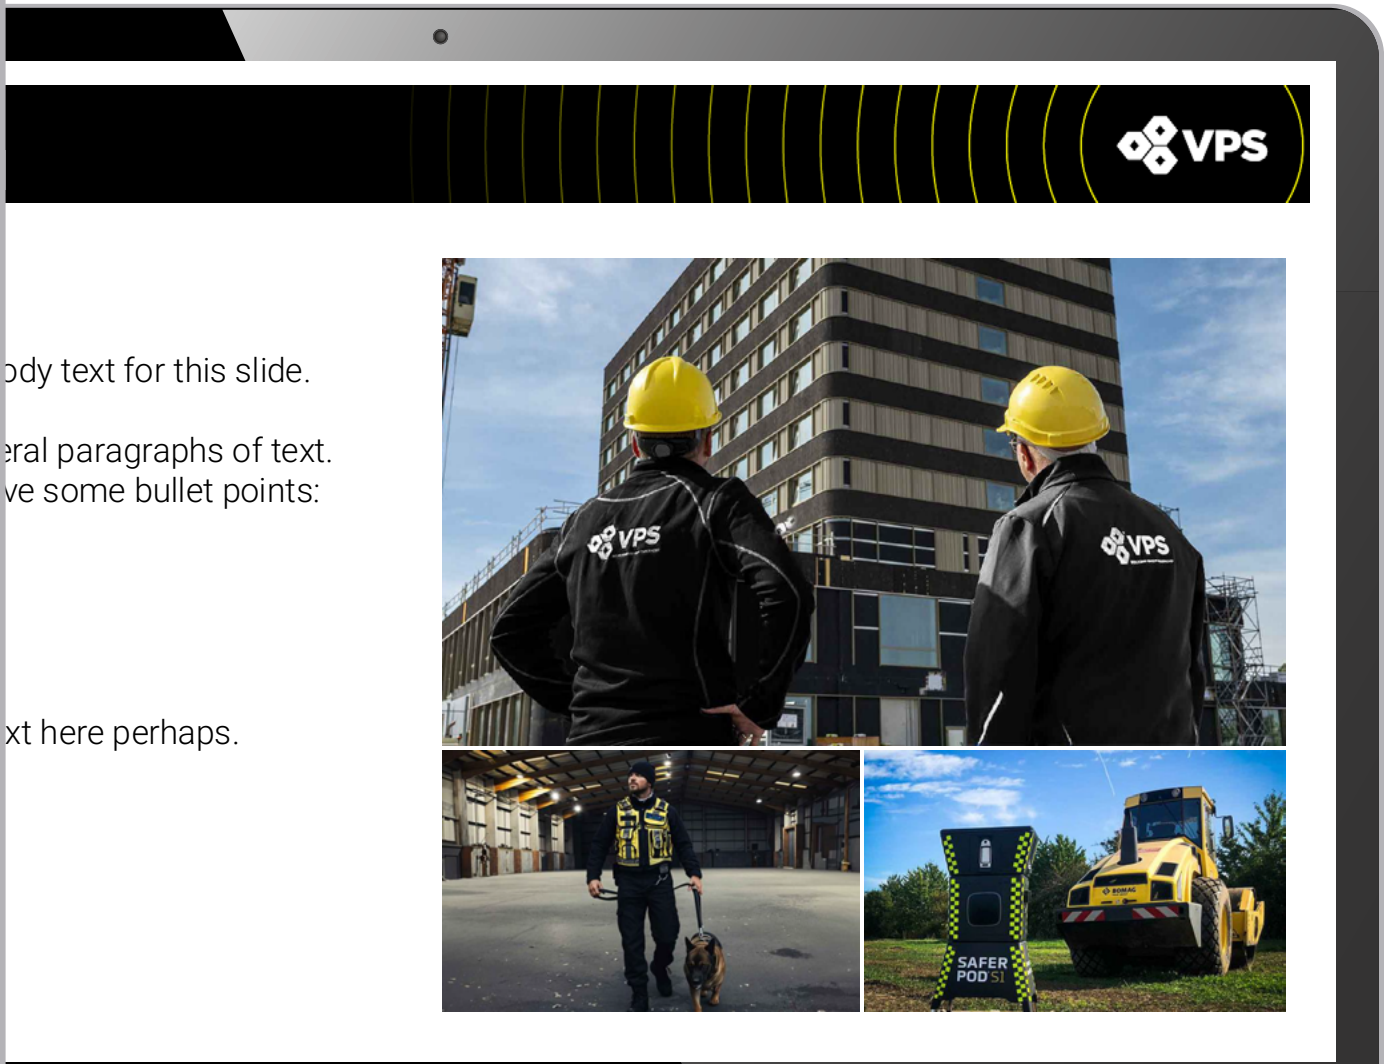 VPS
ody text for this slide.
eral paragraphs of text.
ve some bullet points:
xt here perhaps.
VPS
VPS
BOMAG
SAFER
POD S1